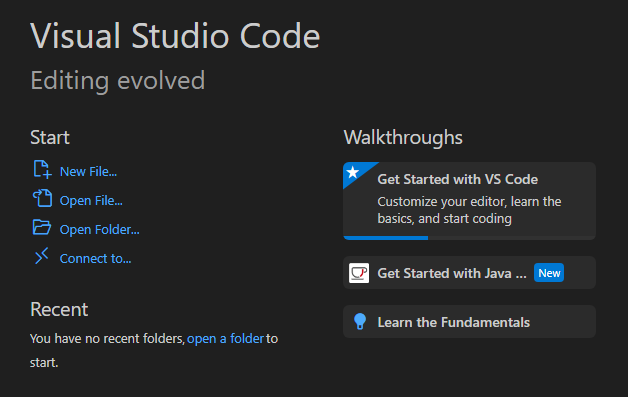 Visual Studio Code
Editing evolved
Start
New File...
Open File...
Open Folder...
Connect to...
Recent
You have no recent folders, open a folder to
start.
Walkthroughs
Get Started with VS Code
Customize your editor, learn the
basics, and start coding
Get Started with Java ... New
Learn the Fundamentals